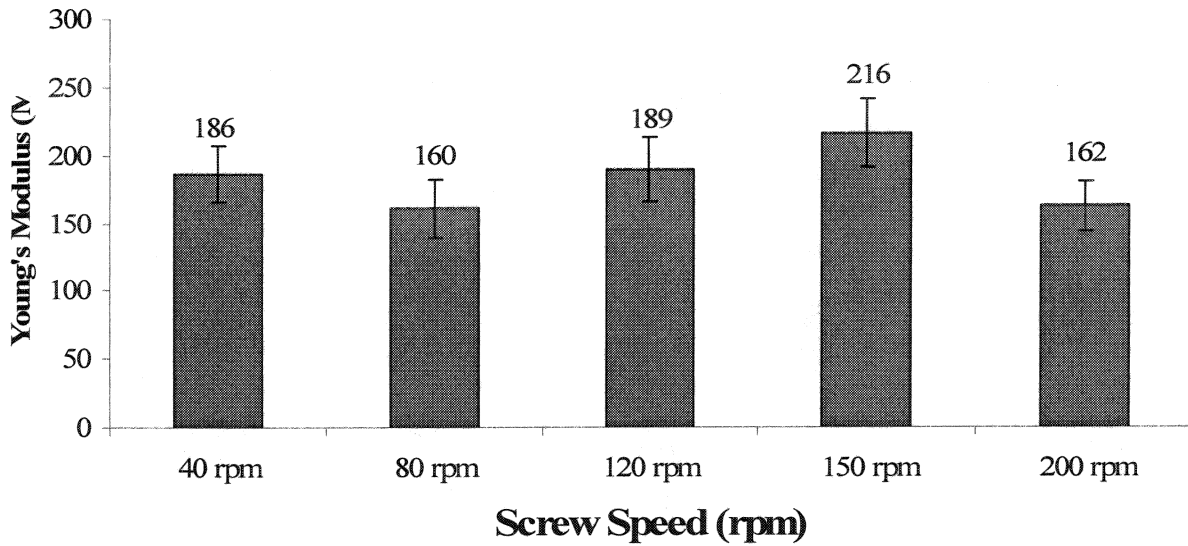 300
250
200
150
100
50
0
Young's Modulus (M
186
160
189
216
162
40 rpm
80 rpm
120 rpm
150 rpm
200 rpm
Screw Speed (rpm)